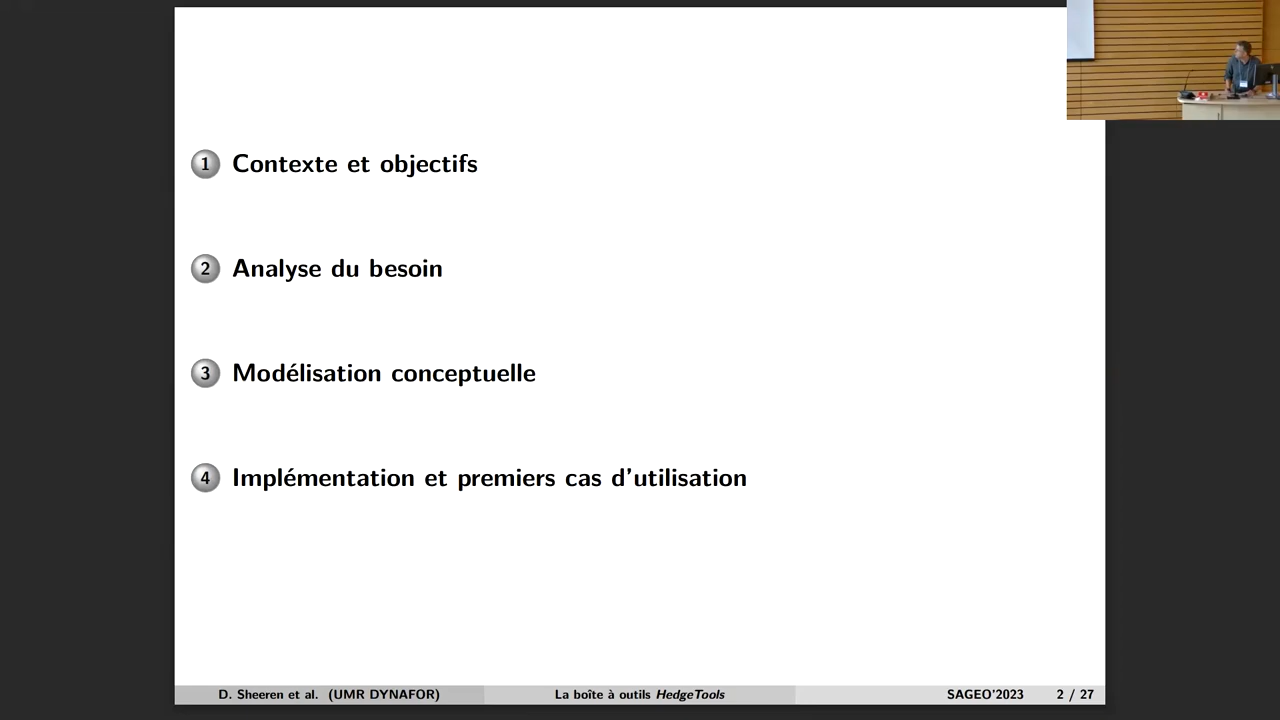 1 Contexte et objectifs
2 Analyse du besoin
3 Modélisation conceptuelle
4 Implémentation et premiers cas d'utilisation
D. Sheeren et al. (UMR DYNAFOR) La boîte à outils HedgeTools SAGEO'2023 2 / 27